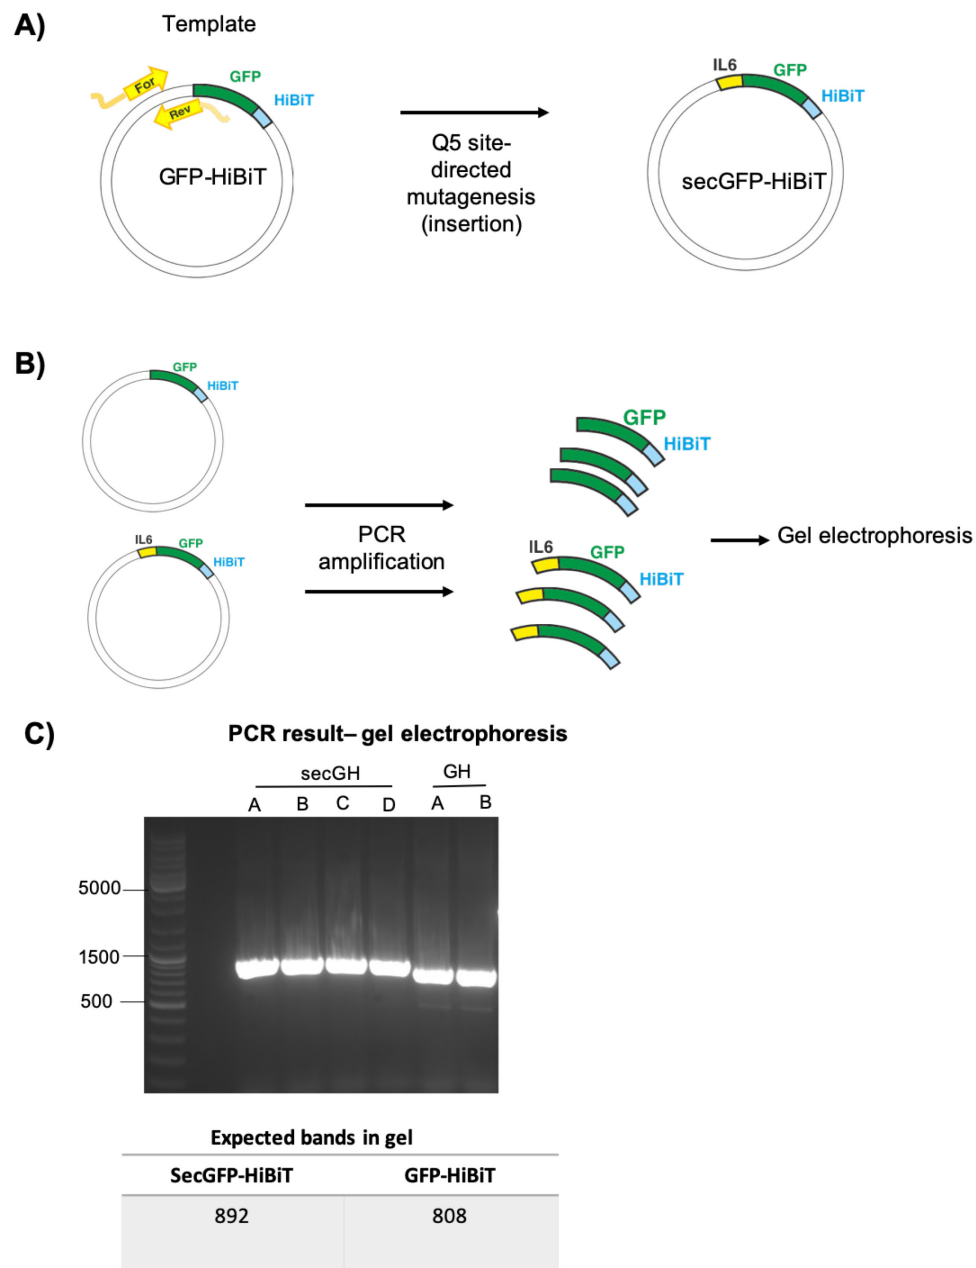 A)
Template
For
Rev
GFP
HiBiT
GFP-HiBiT
Q5 site-
directed
mutagenesis
(insertion)
IL6
GFP
HiBiT
secGFP-HiBiT
B)
GFP
HiBiT
IL6
GFP
HiBiT
PCR
amplification
GFP
HiBiT
IL6
GFP
HiBiT
Gel electrophoresis
C)
PCR result– gel electrophoresis
secGH GH
A B C D A B
5000
1500
500
Expected bands in gel
SecGFP-HiBiT GFP-HiBiT
892 808